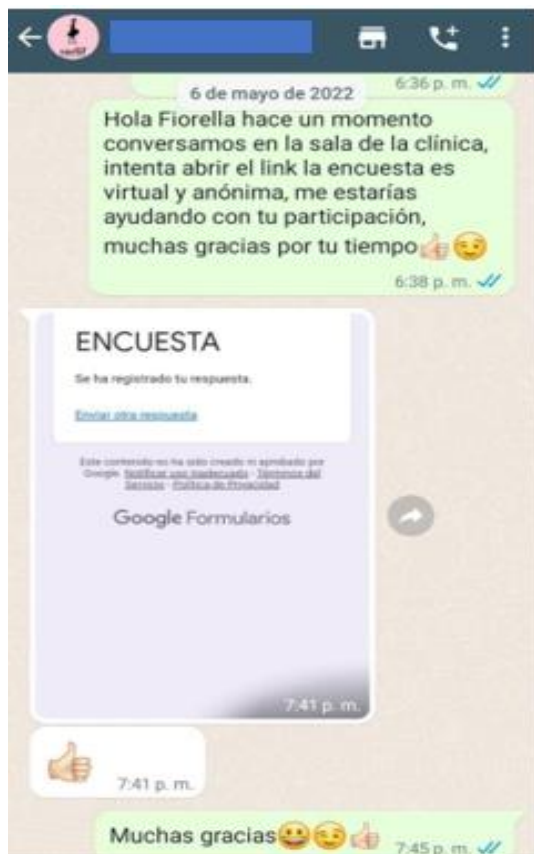 6:36 p. m.
6 de mayo de 2022
Hola Fiorella hace un momento
conversamos en la sala de la clínica,
intenta abrir el link la encuesta es
virtual y anónima, me estarías
ayudando con tu participación,
muchas gracias por tu tiempo👍🏻😉
6:38 p. m.
ENCUESTA
Se ha registrado tu respuesta.
Enviar otra respuesta
Este contenido no ha sido creado ni aprobado por
Google. Notificar uso inadecuado - Términos del
Servicio - Política de Privacidad
Google Formularios
7:41 p. m.
👍🏻
7:41 p. m.
Muchas gracias😃😉👍🏻
7:45 p. m.